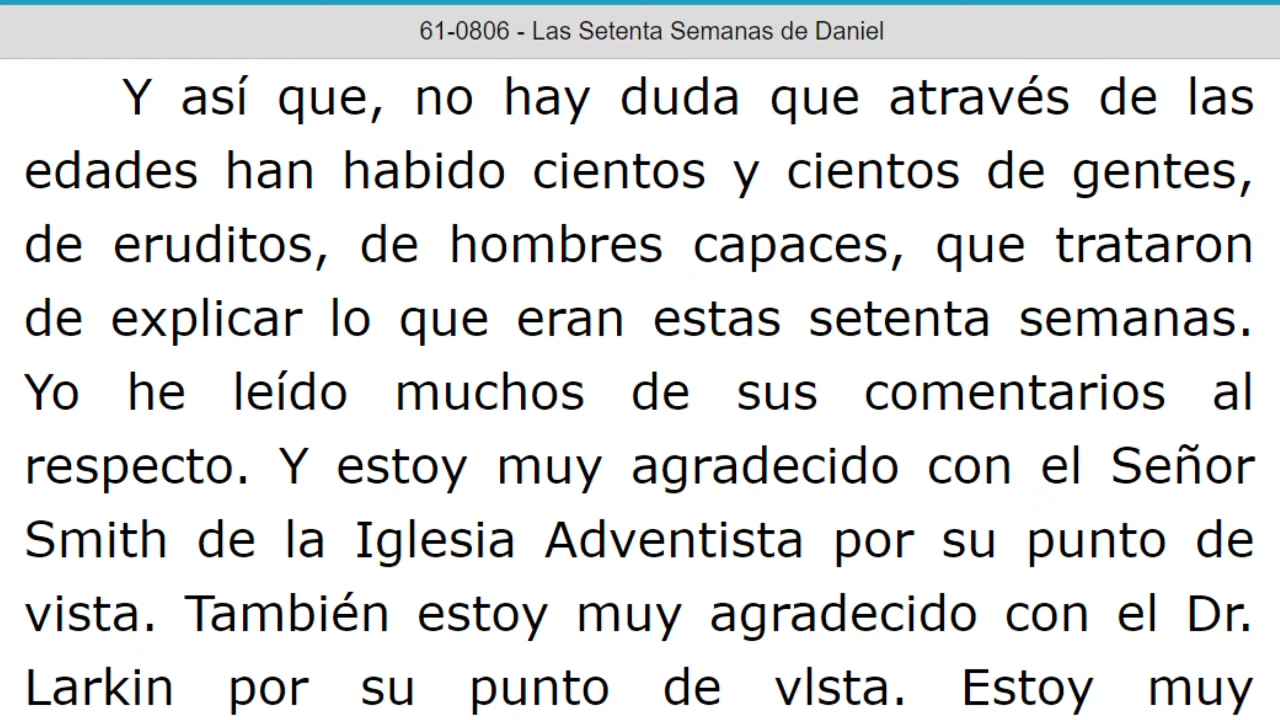 61-0806 - Las Setenta Semanas de Daniel
Y así que, no hay duda que através de las
edades han habido cientos y cientos de gentes,
de eruditos, de hombres capaces, que trataron
de explicar lo que eran estas setenta semanas.
Yo he leído muchos de sus comentarios al
respecto. Y estoy muy agradecido con el Señor
Smith de la Iglesia Adventista por su punto de
vista. También estoy muy agradecido con el Dr.
Larkin por su punto de vlsta. Estoy muy